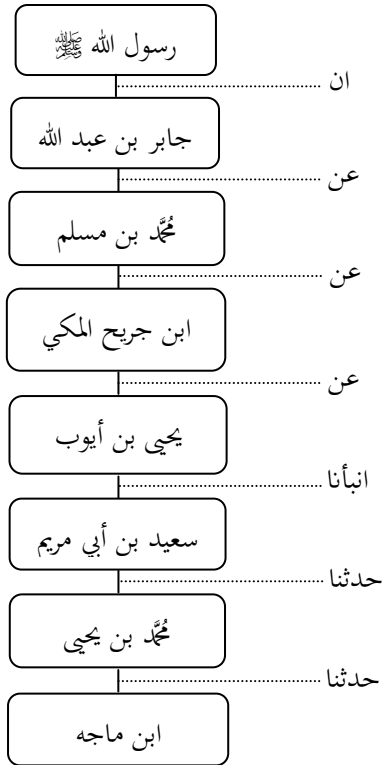 رسول الله ﷺ
ان
جابر بن عبد الله
عن
مُحَمَّد بن مسلم
عن
ابن جريح المكي
عن
يحيى بن أيوب
انبأنا
سعيد بن أبي مريم
حدثنا
مُحَمَّد بن يحيى
حدثنا
ابن ماجه